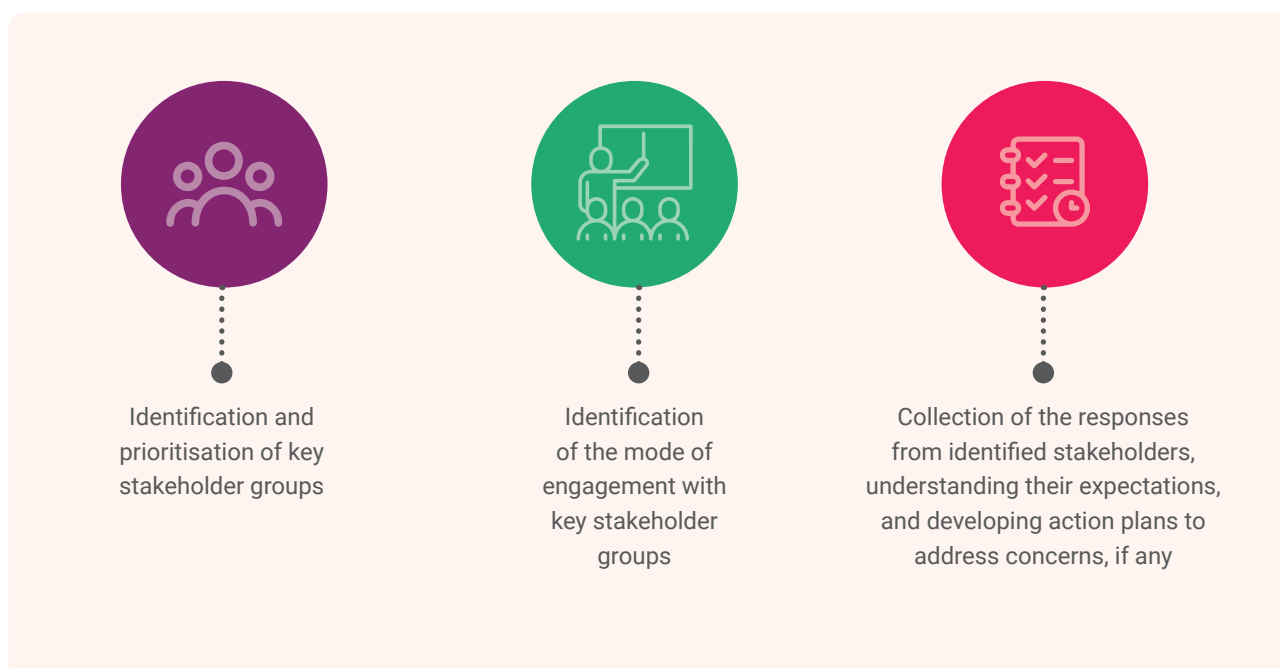 Identification and
prioritisation of key
stakeholder groups
Identification
of the mode of
engagement with
key stakeholder
groups
Collection of the responses
from identified stakeholders,
understanding their expectations,
and developing action plans to
address concerns, if any